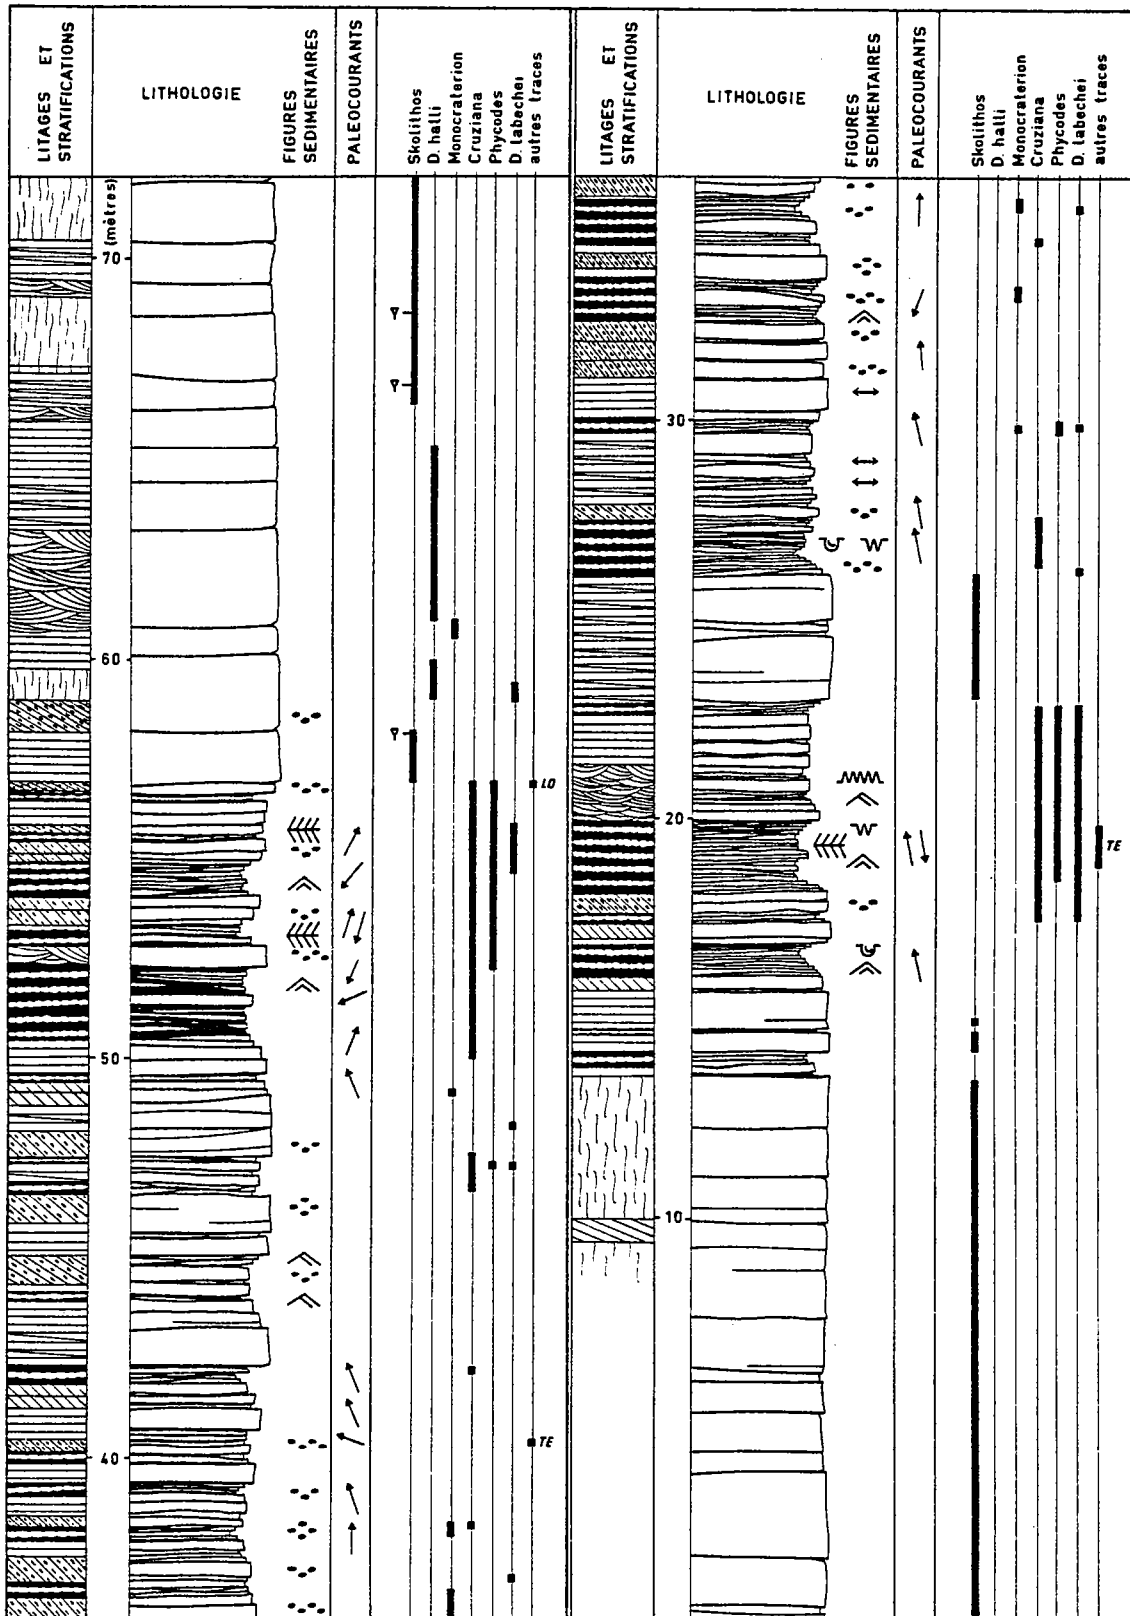 LITAGES ET
STRATIFICATIONS
LITHOLOGIE
FIGURES
SEDIMENTAIRES
PALEOCOURANTS
Skolithos
D. halli
Monocraterion
Cruziana
Phycodes
D. labechei
autres traces
70 (mètres)
60
LO
50
40
TE
LITAGES ET
STRATIFICATIONS
LITHOLOGIE
FIGURES
SEDIMENTAIRES
PALEOCOURANTS
Skolithos
D. halli
Monocraterion
Cruziana
Phycodes
D. labechei
autres traces
30
20
TE
10